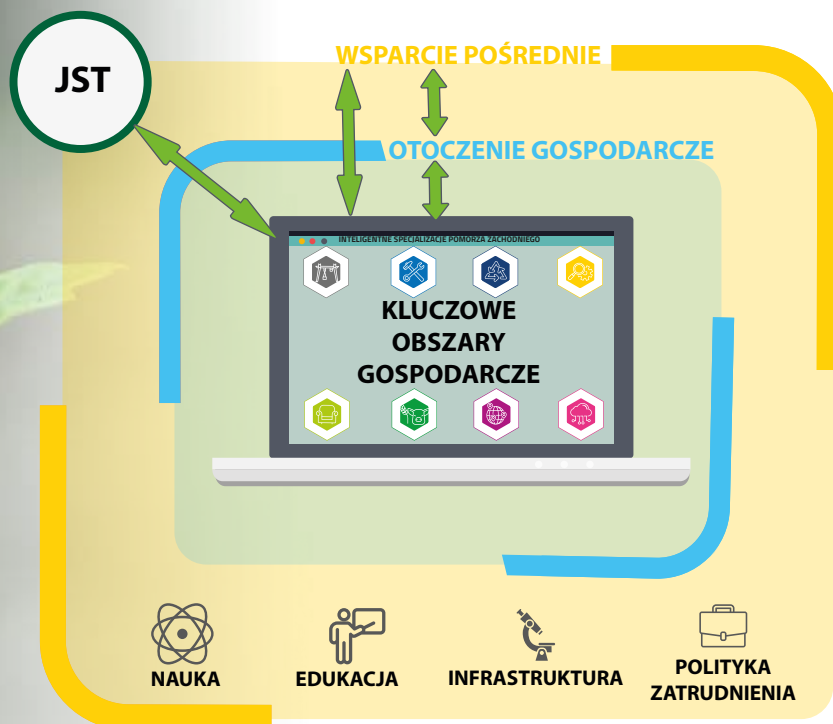 JST
WSPARCIE POŚREDNIE
OTOCZENIE GOSPODARCZE
INTELIGENTNE SPECJALIZACJE POMORZA ZACHODNIEGO
KLUCZOWE
OBSZARY
GOSPODARCZE
NAUKA
EDUKACJA
INFRASTRUKTURA
POLITYKA
ZATRUDNIENIA